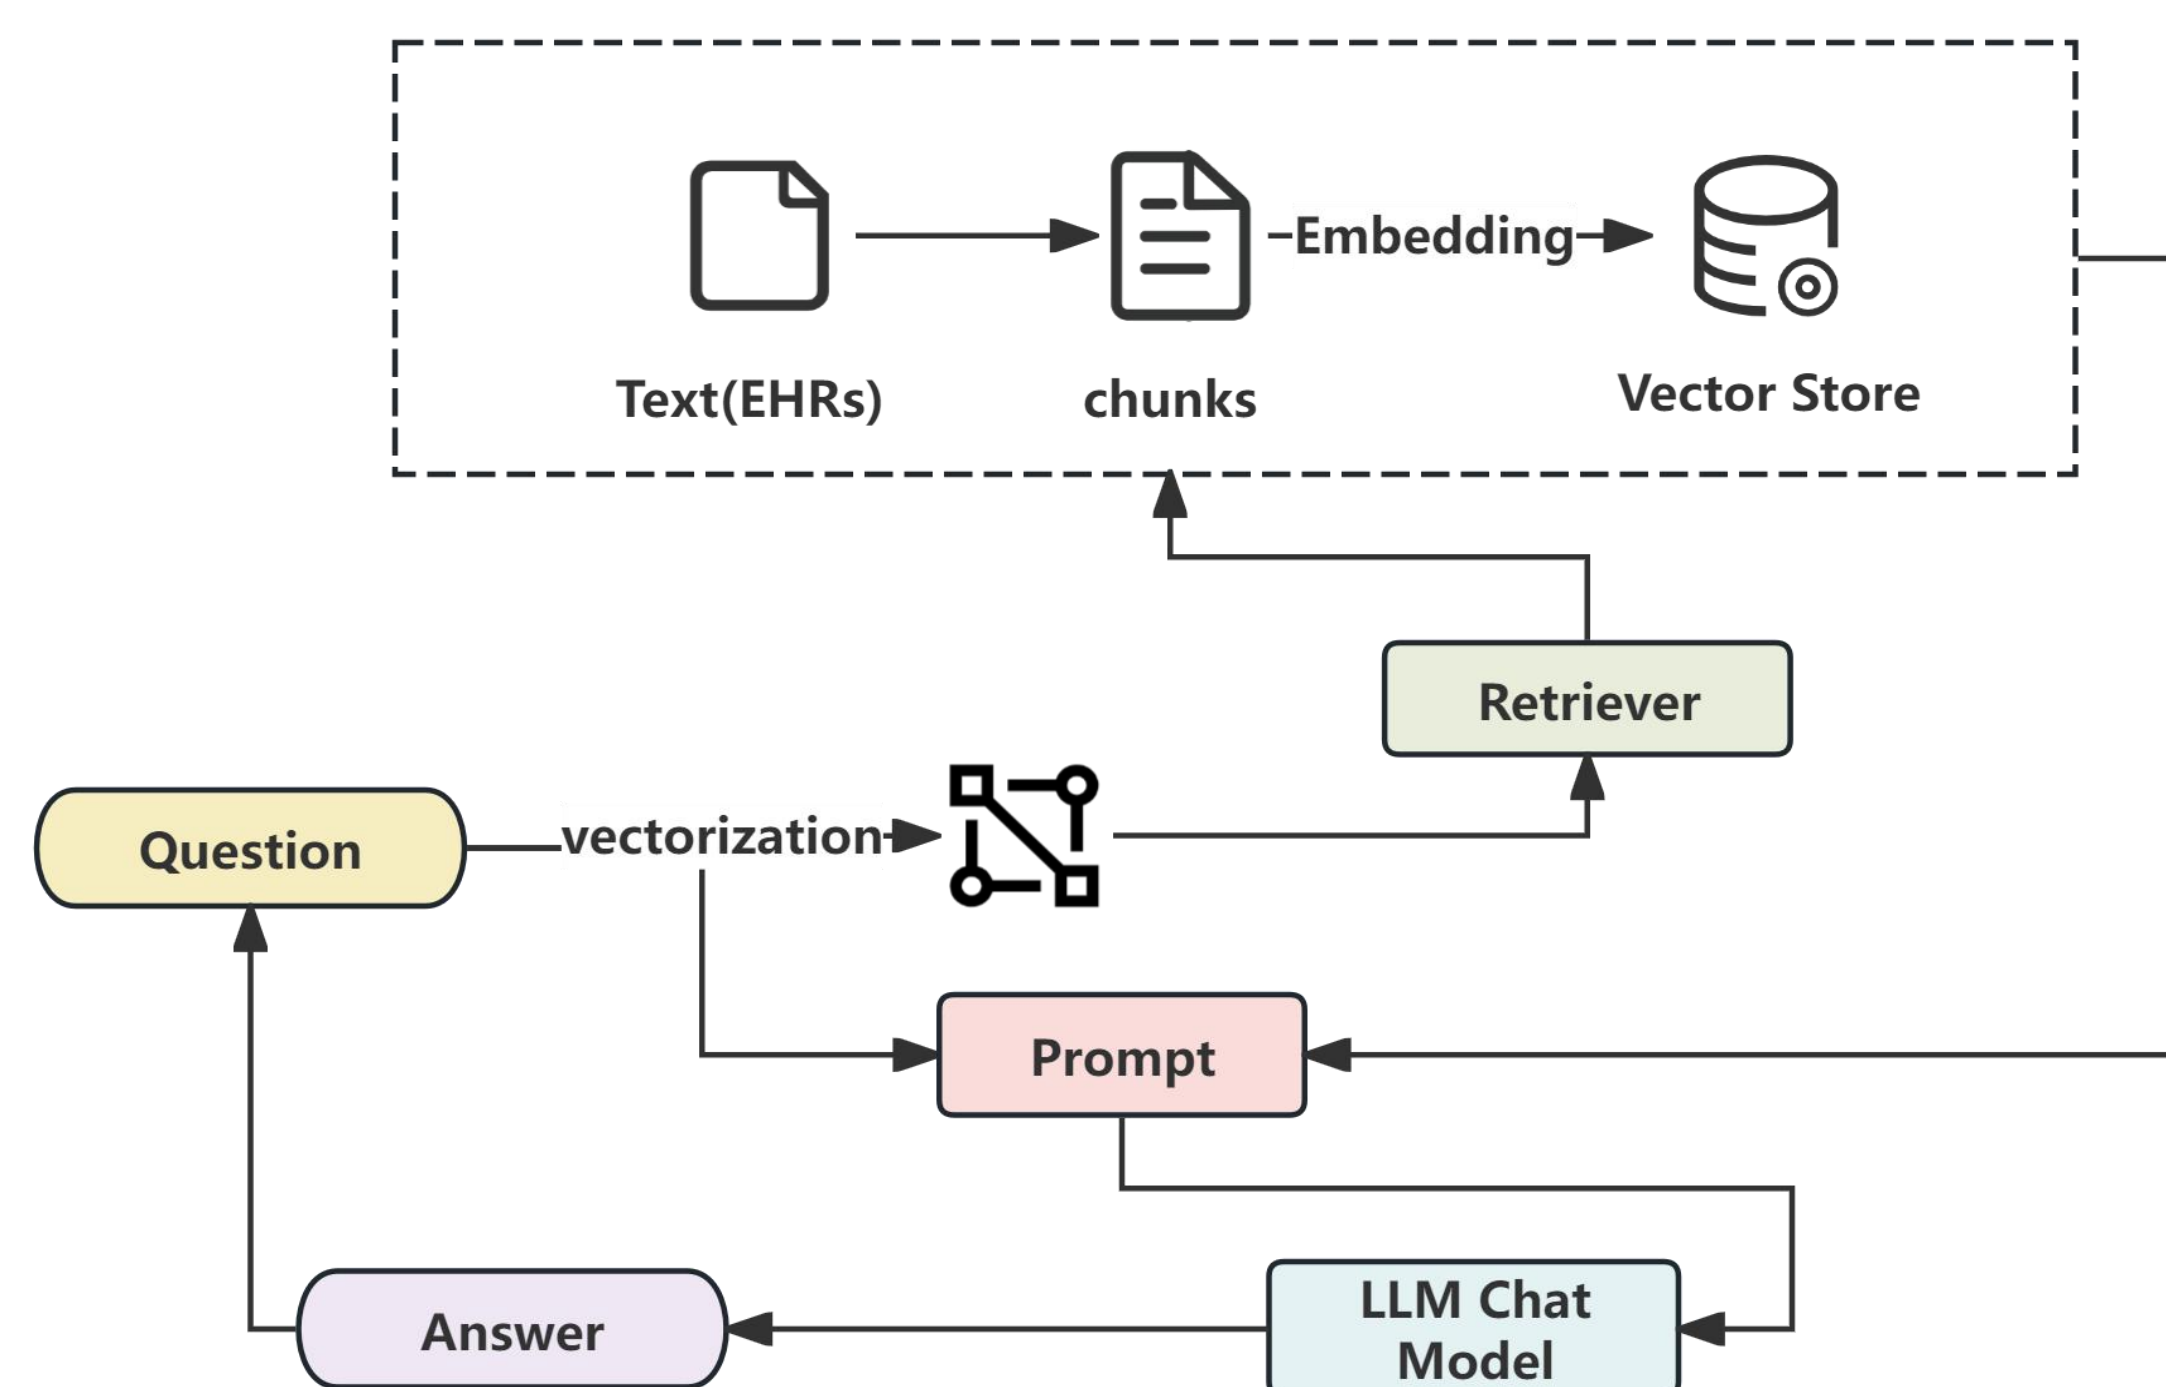 Embedding
Text(EHRs)
chunks
Vector Store
Retriever
Question
vectorization
Prompt
Answer
LLM Chat
Model